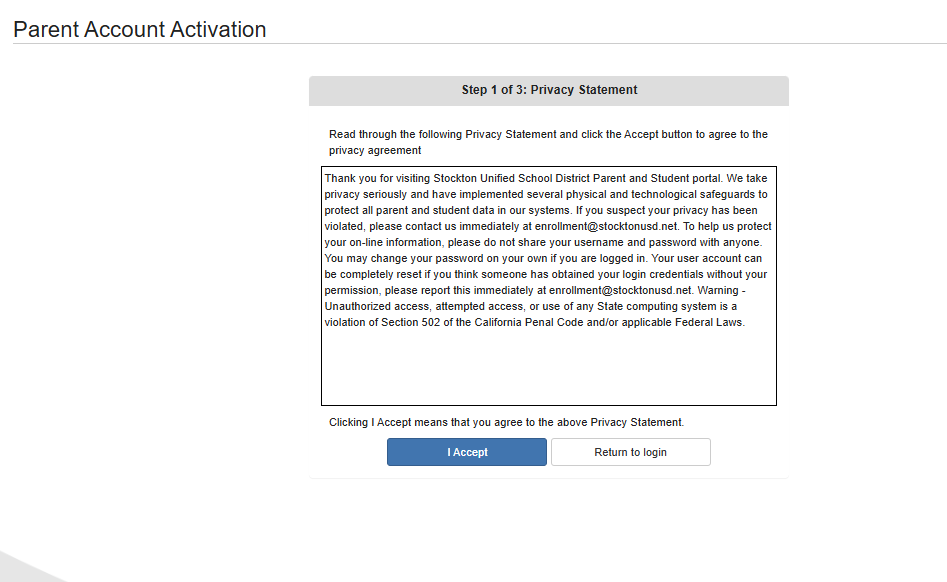 Parent Account Activation
Step 1 of 3: Privacy Statement
Read through the following Privacy Statement and click the Accept button to agree to the
privacy agreement
Thank you for visiting Stockton Unified School District Parent and Student portal. We take
privacy seriously and have implemented several physical and technological safeguards to
protect all parent and student data in our systems. If you suspect your privacy has been
violated, please contact us immediately at enrollment@stocktonusd.net. To help us protect
your on-line information, please do not share your username and password with anyone.
You may change your password on your own if you are logged in. Your user account can
be completely reset if you think someone has obtained your login credentials without your
permission, please report this immediately at enrollment@stocktonusd.net. Warning -
Unauthorized access, attempted access, or use of any State computing system is a
violation of Section 502 of the California Penal Code and/or applicable Federal Laws.
Clicking I Accept means that you agree to the above Privacy Statement.
I Accept
Return to login